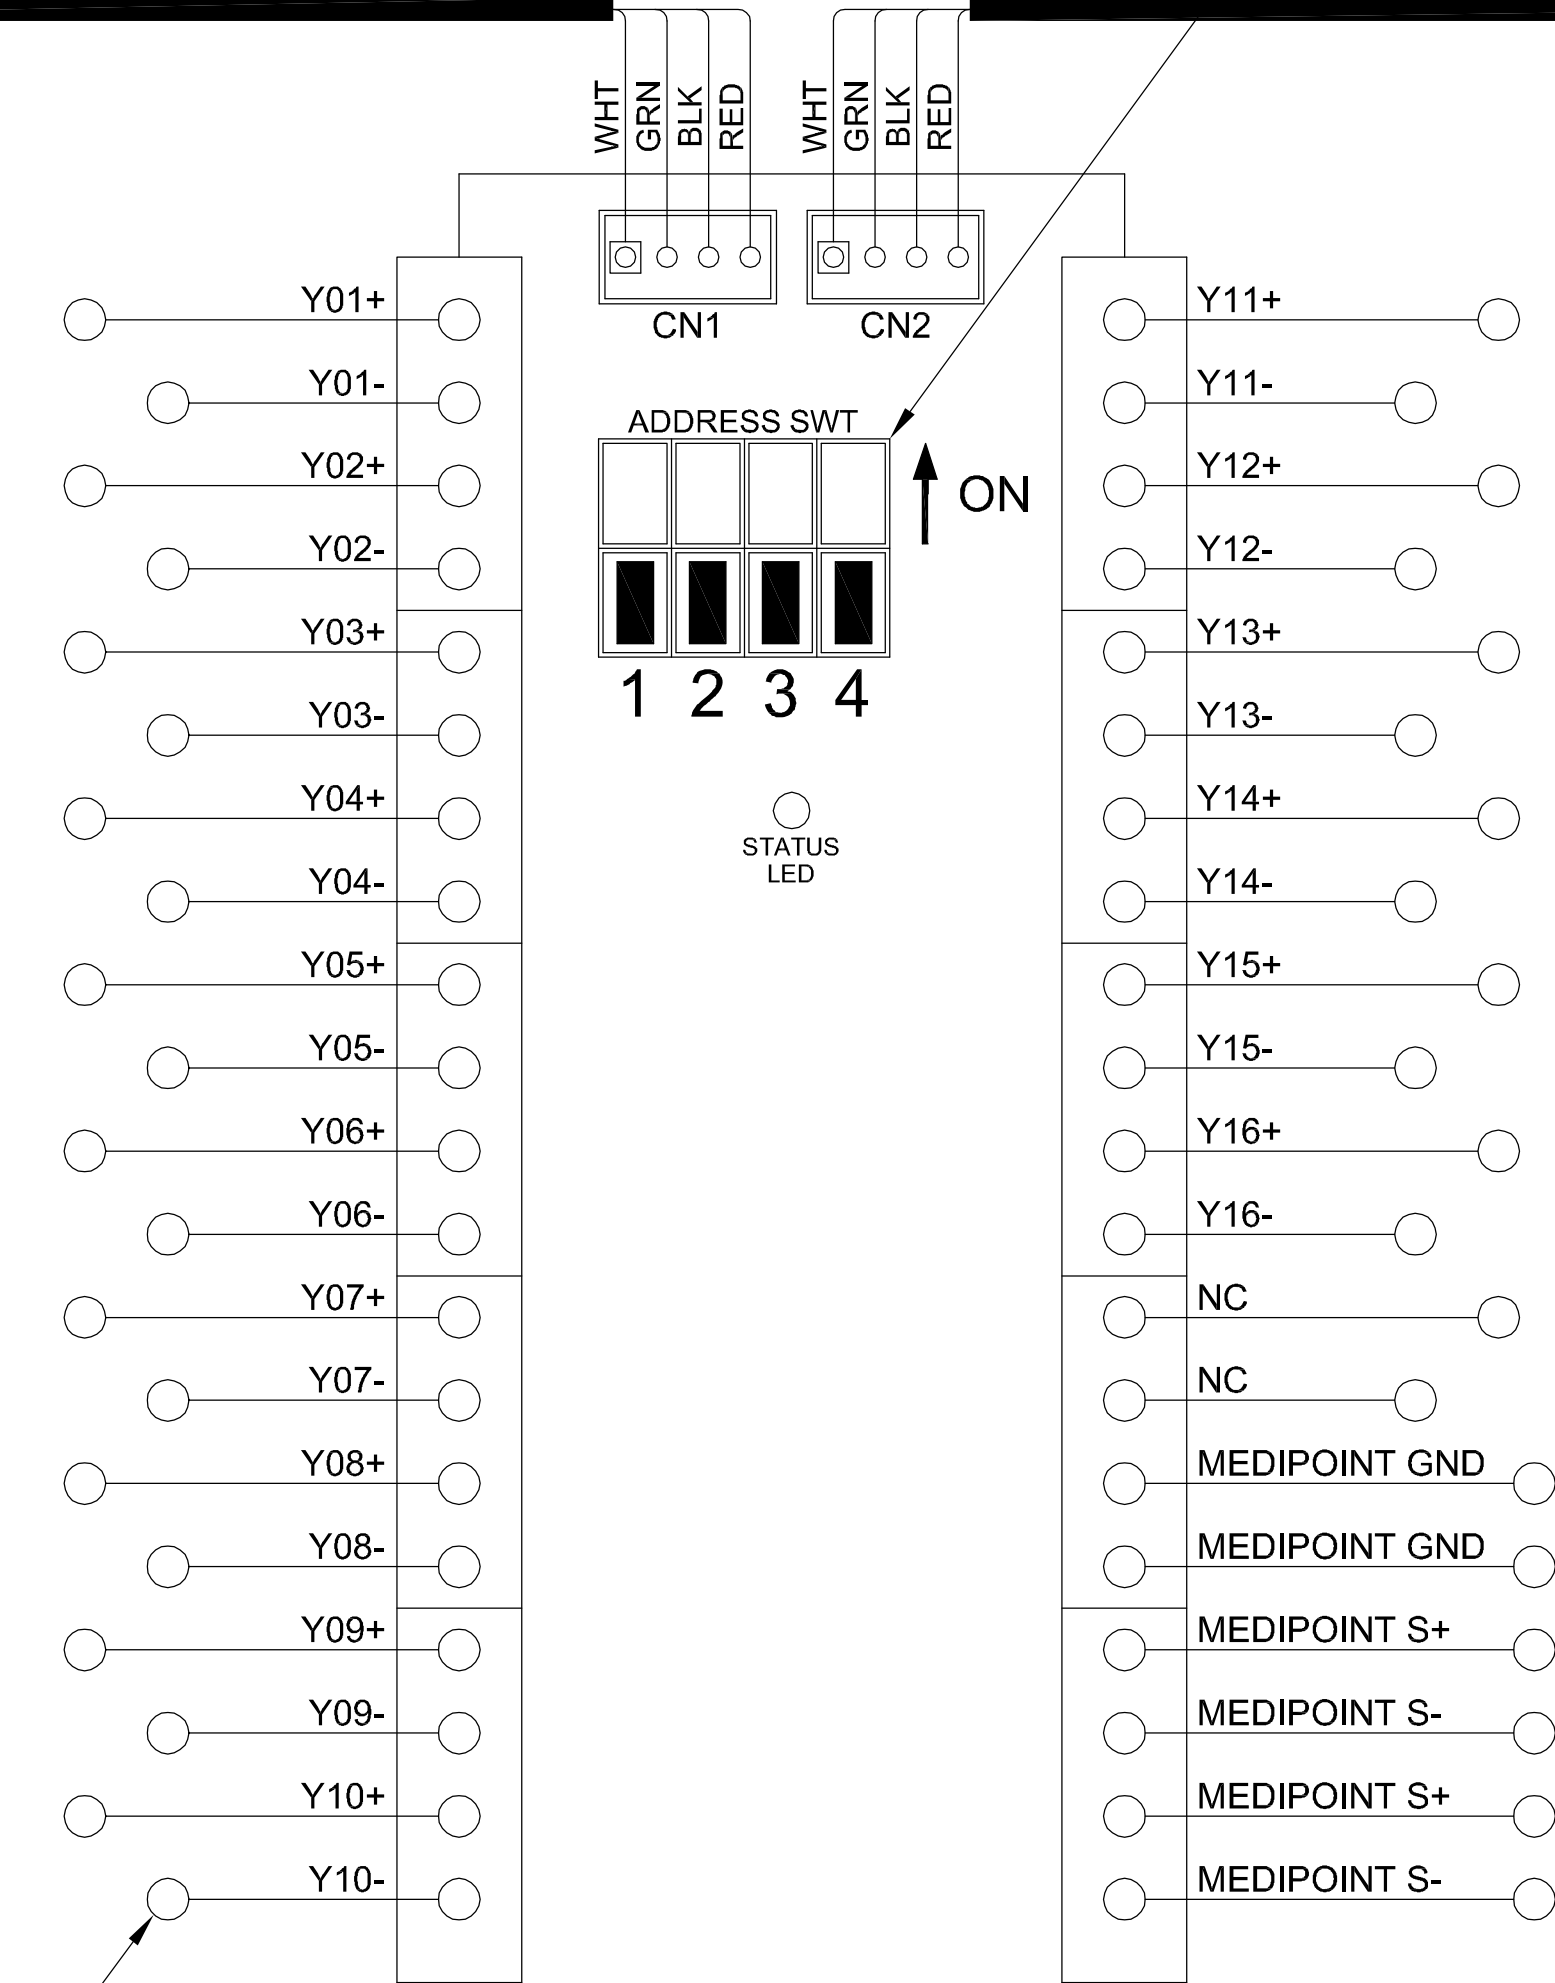 WHT
GRN
BLK
RED
WHT
GRN
BLK
RED
CN1
CN2
ADDRESS SWT
ON
1 2 3 4
STATUS
LED
Y01+
Y01-
Y02+
Y02-
Y03+
Y03-
Y04+
Y04-
Y05+
Y05-
Y06+
Y06-
Y07+
Y07-
Y08+
Y08-
Y09+
Y09-
Y10+
Y10-
Y11+
Y11-
Y12+
Y12-
Y13+
Y13-
Y14+
Y14-
Y15+
Y15-
Y16+
Y16-
NC
NC
MEDIPOINT GND
MEDIPOINT GND
MEDIPOINT S+
MEDIPOINT S-
MEDIPOINT S+
MEDIPOINT S-